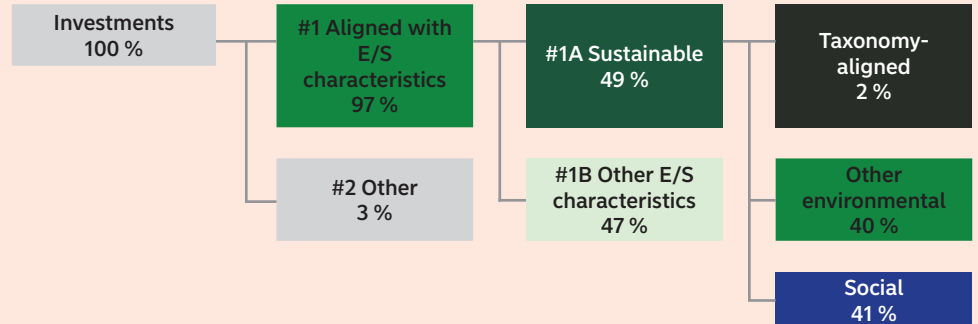 Investments
100 %
#1 Aligned with
E/S
characteristics
97 %
#2 Other
3 %
#1A Sustainable
49 %
#1B Other E/S
characteristics
47 %
Taxonomy-
aligned
2 %
Other
environmental
40 %
Social
41 %